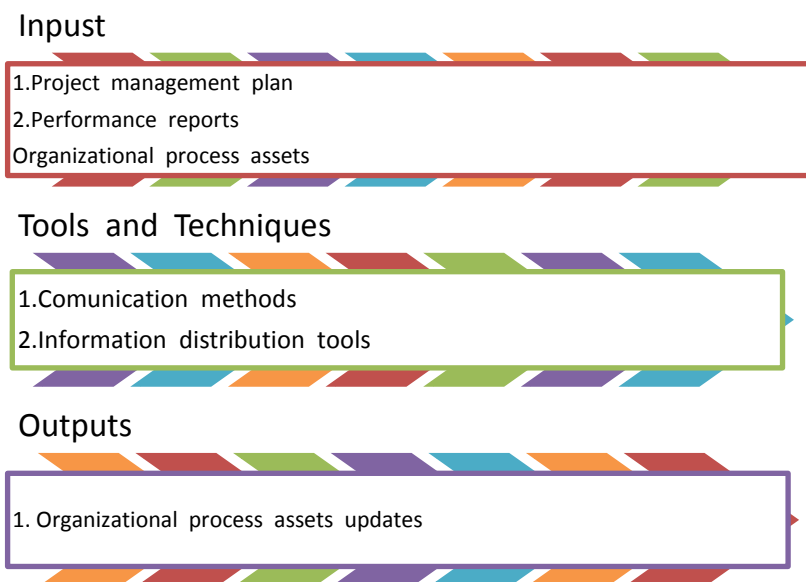 Inpust
1.Project management plan
2.Performance reports
Organizational process assets
Tools and Techniques
1.Comunication methods
2.Information distribution tools
Outputs
1. Organizational process assets updates